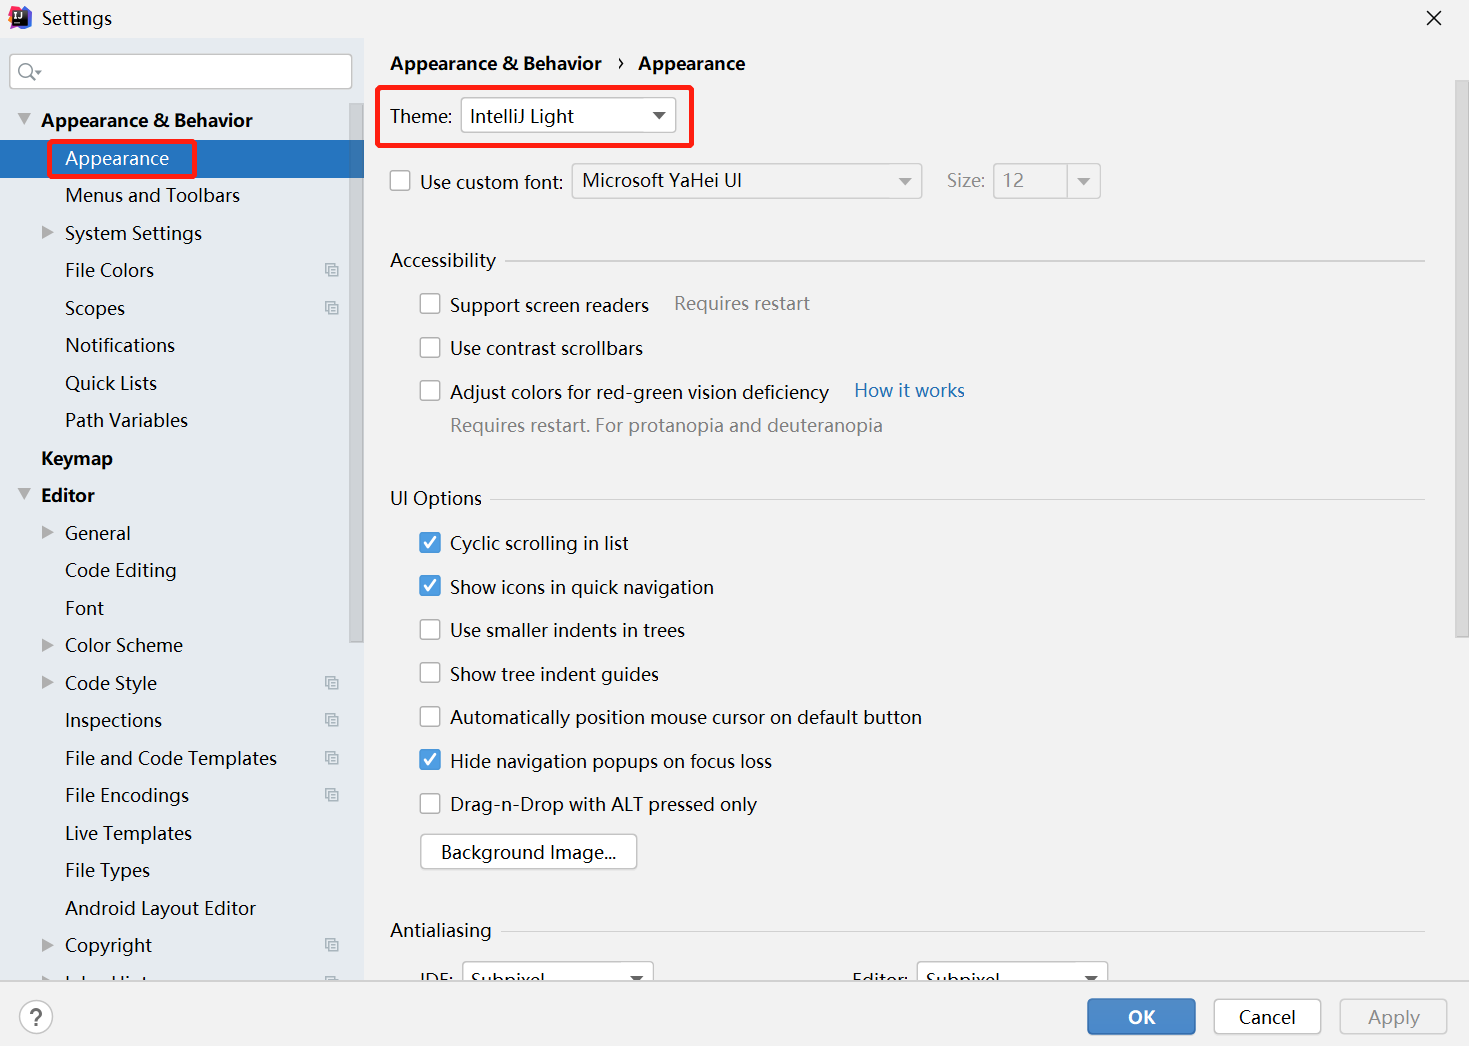 Settings
Appearance & Behavior
Appearance
Menus and Toolbars
System Settings
File Colors
Scopes
Notifications
Quick Lists
Path Variables
Keymap
Editor
General
Code Editing
Font
Color Scheme
Code Style
Inspections
File and Code Templates
File Encodings
Live Templates
File Types
Android Layout Editor
Copyright
Appearance & Behavior › Appearance
Theme: IntelliJ Light
Use custom font: Microsoft YaHei UI Size: 12
Accessibility
Support screen readers Requires restart
Use contrast scrollbars
Adjust colors for red-green vision deficiency How it works
Requires restart. For protanopia and deuteranopia
UI Options
Cyclic scrolling in list
Show icons in quick navigation
Use smaller indents in trees
Show tree indent guides
Automatically position mouse cursor on default button
Hide navigation popups on focus loss
Drag-n-Drop with ALT pressed only
Background Image...
Antialiasing
IDE: Subpixel Editor: Subpixel
? OK Cancel Apply